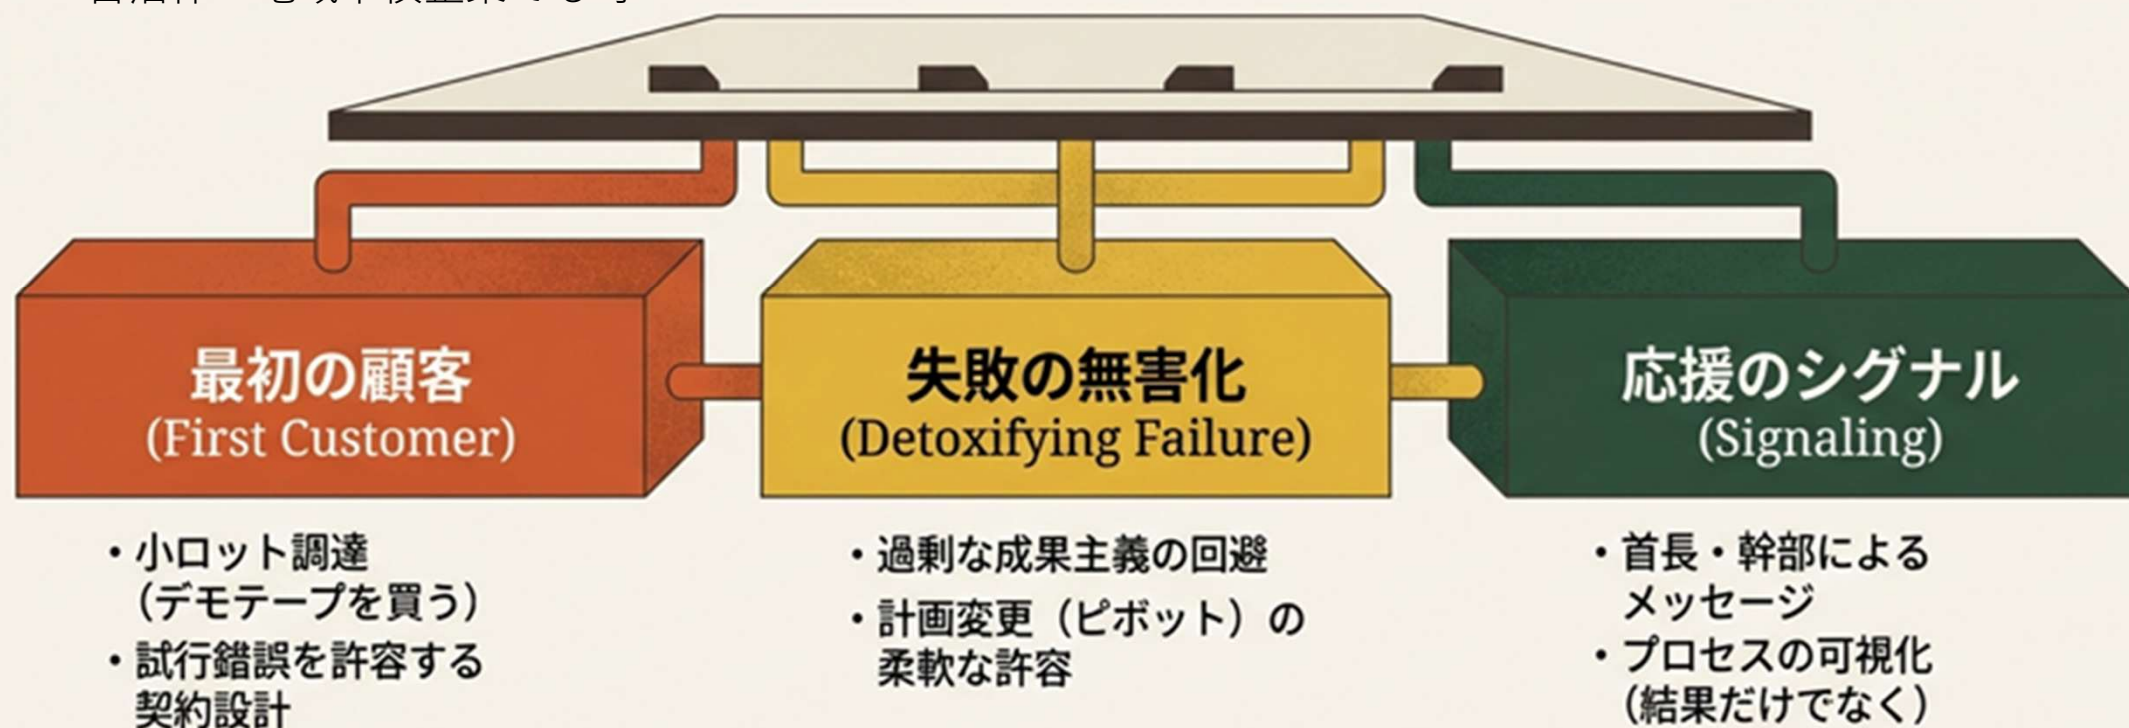 最初の顧客
(First Customer)
・小ロット調達
（デモテープを買う）
・試行錯誤を許容する
契約設計
失敗の無害化
(Detoxifying Failure)
・過剰な成果主義の回避
・計画変更（ピボット）の
柔軟な許容
応援のシグナル
(Signaling)
・首長・幹部による
メッセージ
・プロセスの可視化
（結果だけでなく）